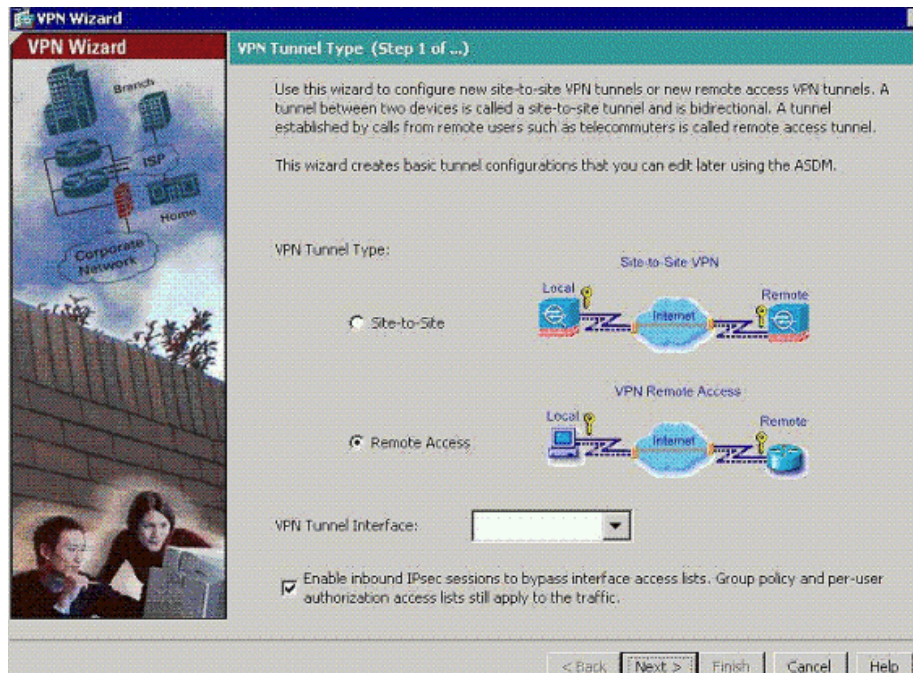 VPN Wizard
VPN Wizard
Branch
ISP
Home
Corporate
Network
VPN Tunnel Type (Step 1 of ...)
Use this wizard to configure new site-to-site VPN tunnels or new remote access VPN tunnels. A
tunnel between two devices is called a site-to-site tunnel and is bidirectional. A tunnel
established by calls from remote users such as telecommuters is called remote access tunnel.
This wizard creates basic tunnel configurations that you can edit later using the ASDM.
VPN Tunnel Type:
Site-to-Site VPN
Local
Remote
Internet
Site-to-Site
VPN Remote Access
Local
Remote
Internet
Remote Access
VPN Tunnel Interface:
Enable inbound IPsec sessions to bypass interface access lists. Group policy and per-user
authorization access lists still apply to the traffic.
< Back
Next >
Finish
Cancel
Help